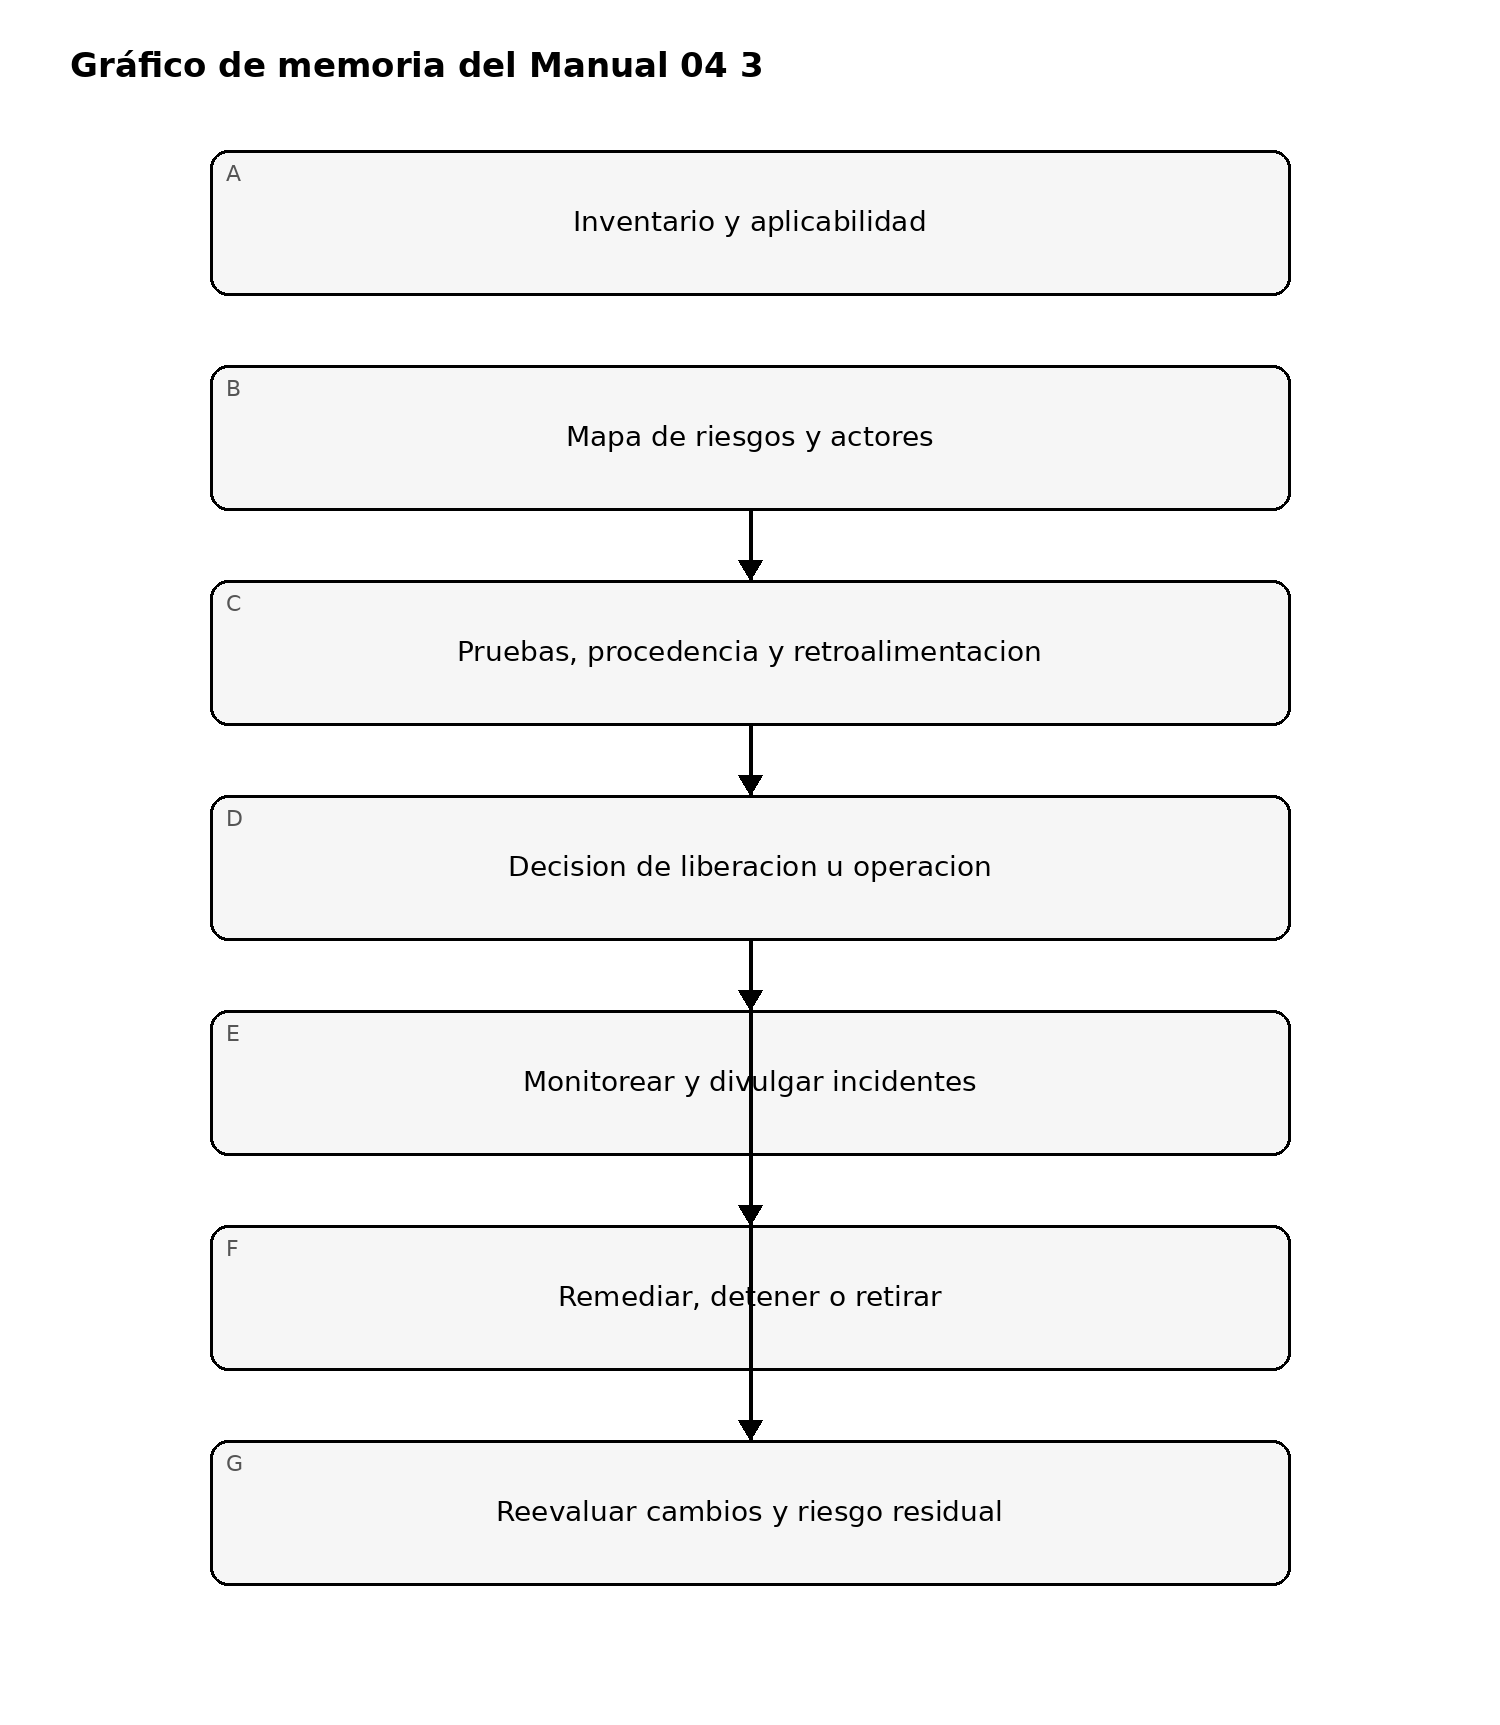 Gráfico de memoria del Manual 04 3
A
Inventario y aplicabilidad
B
Mapa de riesgos y actores
C
Pruebas, procedencia y retroalimentacion
D
Decision de liberacion u operacion
E
Monitorear y divulgar incidentes
F
Remediar, detener o retirar
G
Reevaluar cambios y riesgo residual